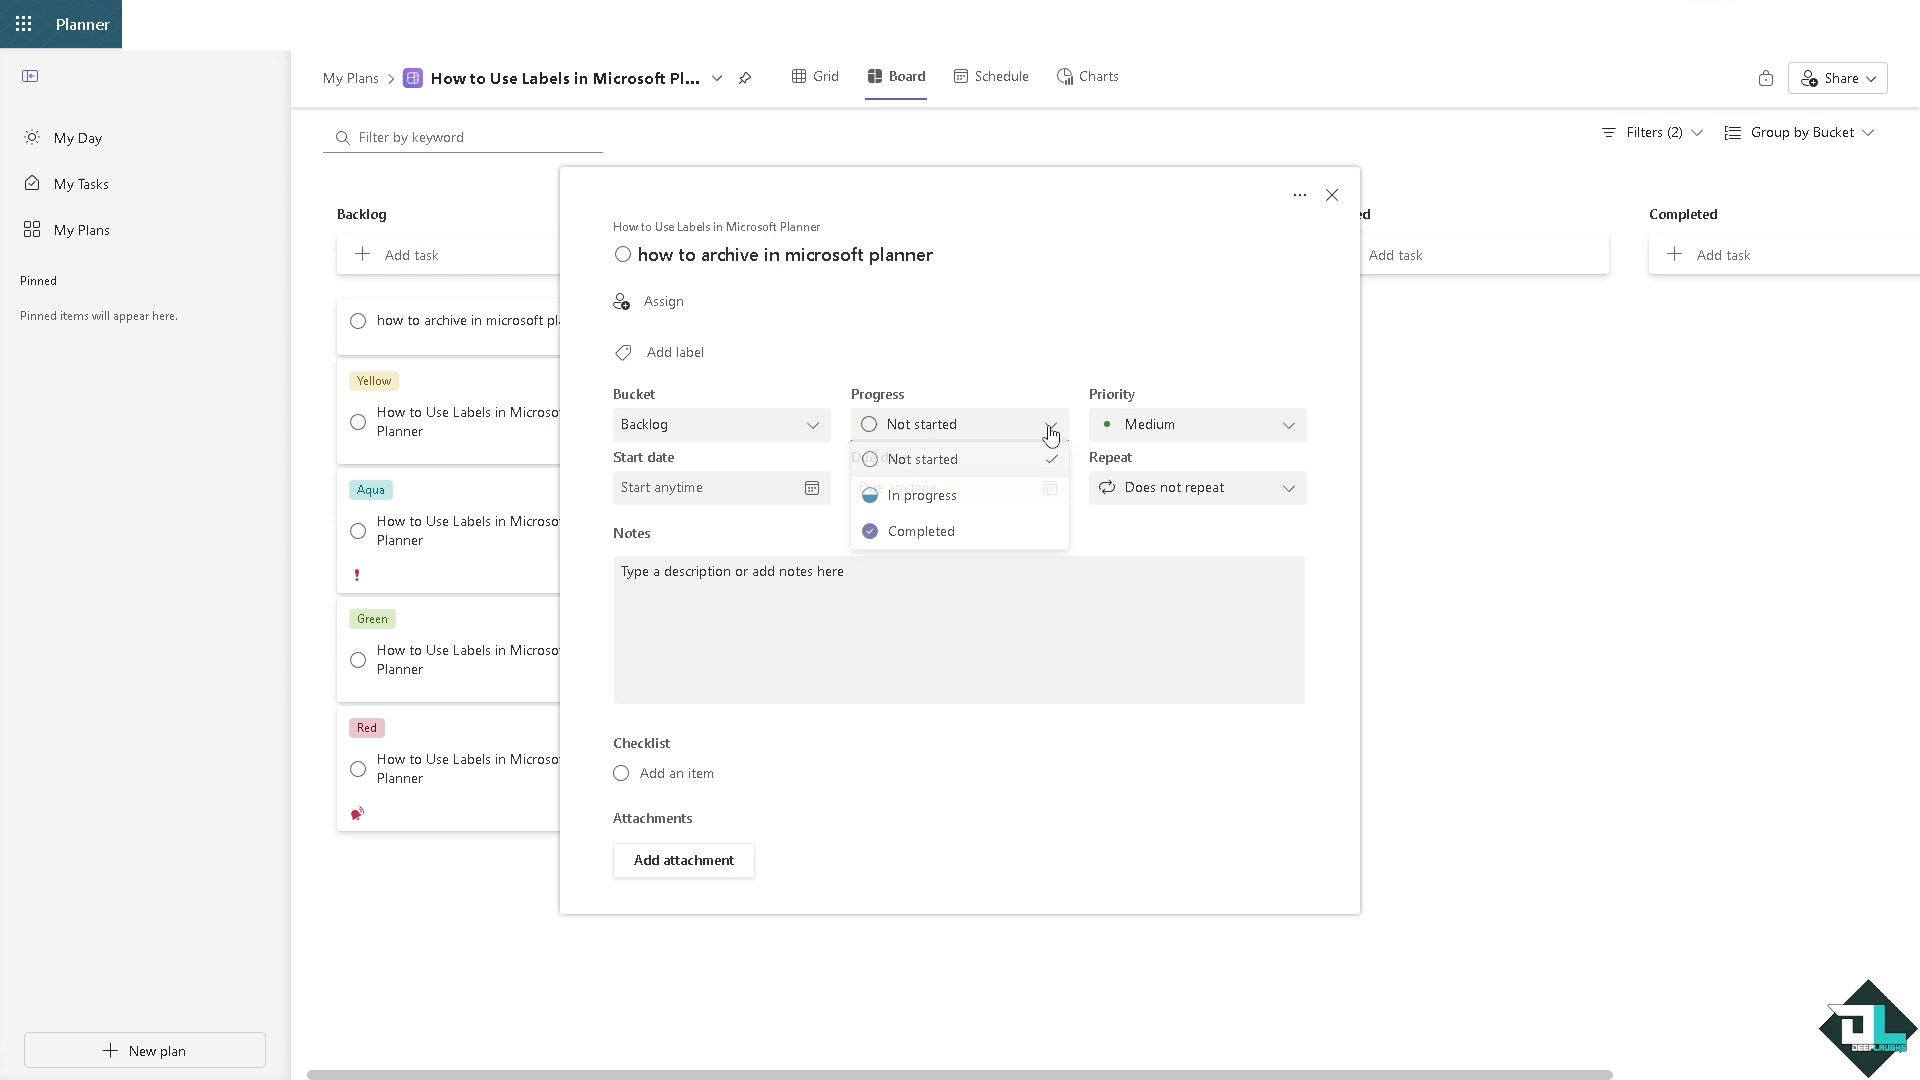 Planner
My Plans
How to Use Labels in Microsoft Pl...
Grid
Board
Schedule
Charts
Share
My Day
My Tasks
My Plans
Pinned
Pinned items will appear here.
New plan
Filter by keyword
Filters (2)
Group by Bucket
Backlog
Add task
how to archive in microsoft pl
Yellow
How to Use Labels in Microso
Planner
Aqua
How to Use Labels in Microso
Planner
Green
How to Use Labels in Microso
Planner
Red
How to Use Labels in Microso
Planner
How to Use Labels in Microsoft Planner
how to archive in microsoft planner
Assign
Add label
Bucket
Backlog
Progress
Not started
Not started
In progress
Completed
Priority
Medium
Start date
Start anytime
Repeat
Does not repeat
Notes
Type a description or add notes here
Checklist
Add an item
Attachments
Add attachment
ed
Add task
Completed
Add task
DEEPLAUGHS